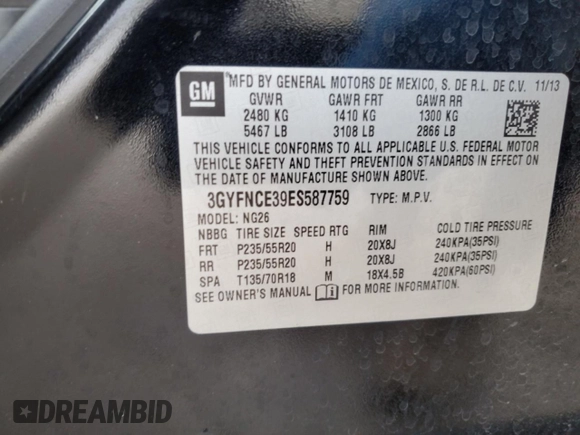 GM
MFD BY GENERAL MOTORS DE MEXICO, S. DE R.L. DE C.V. 11/13
GVWR GAWR FRT GAWR RR
2480 KG 1410 KG 1300 KG
5467 LB 3108 LB 2866 LB
THIS VEHICLE CONFORMS TO ALL APPLICABLE U.S. FEDERAL MOTOR
VEHICLE SAFETY AND THEFT PREVENTION STANDARDS IN EFFECT ON
THE DATE OF MANUFACTURE SHOWN ABOVE.
3GYFNCE39ES587759 TYPE: M.P.V.
MODEL: NG26
NBBG TIRE SIZE SPEED RTG RIM COLD TIRE PRESSURE
FRT P235/55R20 H 20X8J 240KPA(35PSI)
RR P235/55R20 H 20X8J 240KPA(35PSI)
SPA T135/70R18 M 18X4.5B 420KPA(60PSI)
SEE OWNER'S MANUAL FOR MORE INFORMATION
DREAMBID